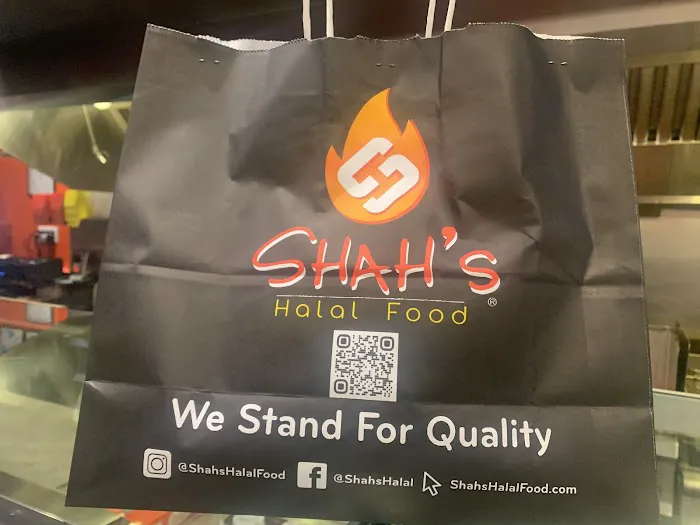 SHAH'S
®
Halal Food
We Stand For Quality
@ShahsHalalFood @ShahsHalal ShahsHalalFood.com